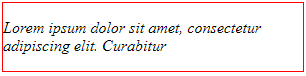 Lorem ipsum dolor sit amet, consectetur
adipiscing elit. Curabitur